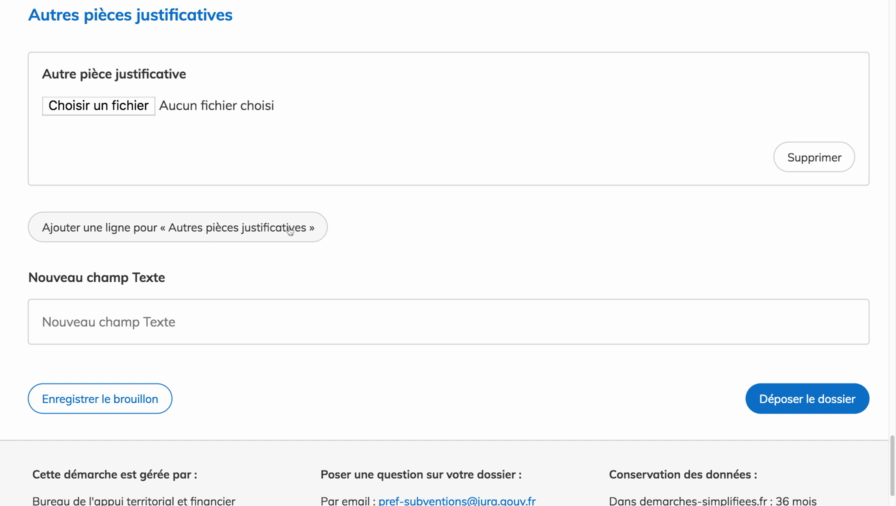 Autres pièces justificatives
Autre pièce justificative
Choisir un fichier Aucun fichier choisi
Supprimer
Ajouter une ligne pour « Autres pièces justificatives »
Nouveau champ Texte
Nouveau champ Texte
Enregistrer le brouillon
Déposer le dossier
Cette démarche est gérée par :
Poser une question sur votre dossier :
Conservation des données :
Bureau de l'appui territorial et financier
Par email : pref-subventions@jura.gouv.fr
Dans demarches-simplifiees.fr : 36 mois